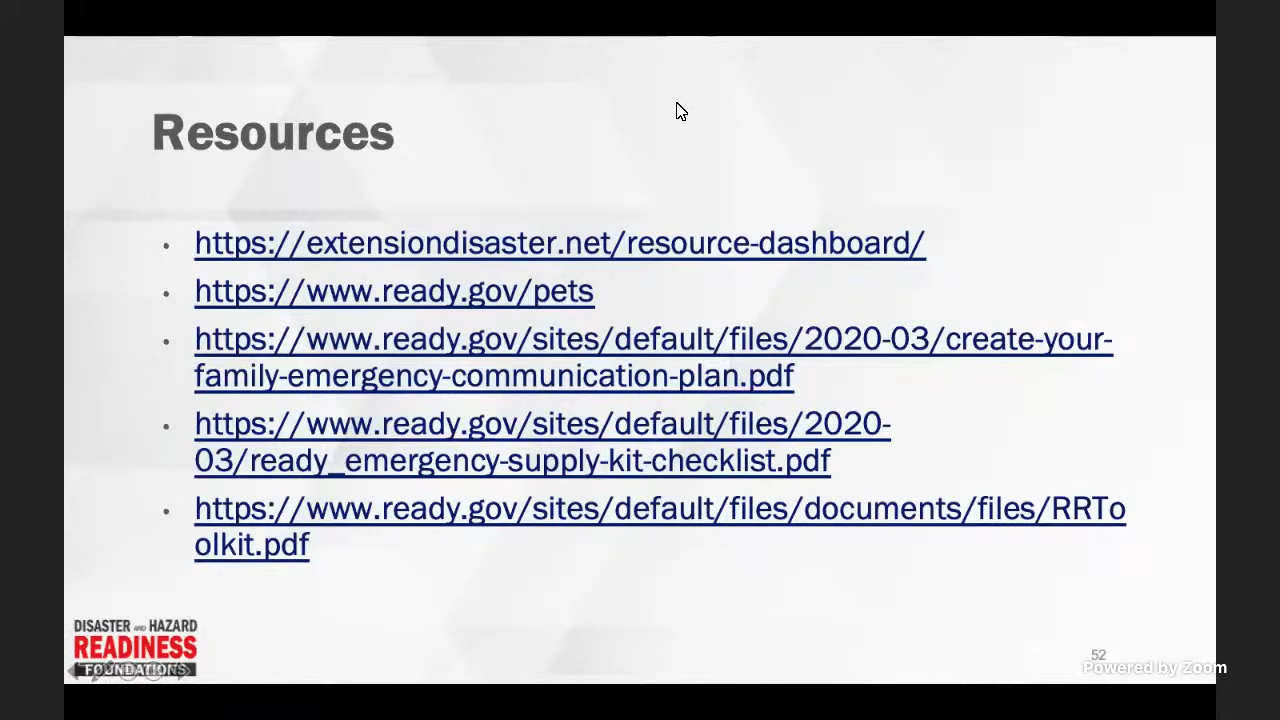 Resources
• https://extensiondisaster.net/resource-dashboard/
• https://www.ready.gov/pets
• https://www.ready.gov/sites/default/files/2020-03/create-your-
family-emergency-communication-plan.pdf
• https://www.ready.gov/sites/default/files/2020-
03/ready_emergency-supply-kit-checklist.pdf
• https://www.ready.gov/sites/default/files/documents/files/RRTo
olkit.pdf
DISASTER AND HAZARD
READINESS
FOUNDATIONS
52
Powered by Zoom